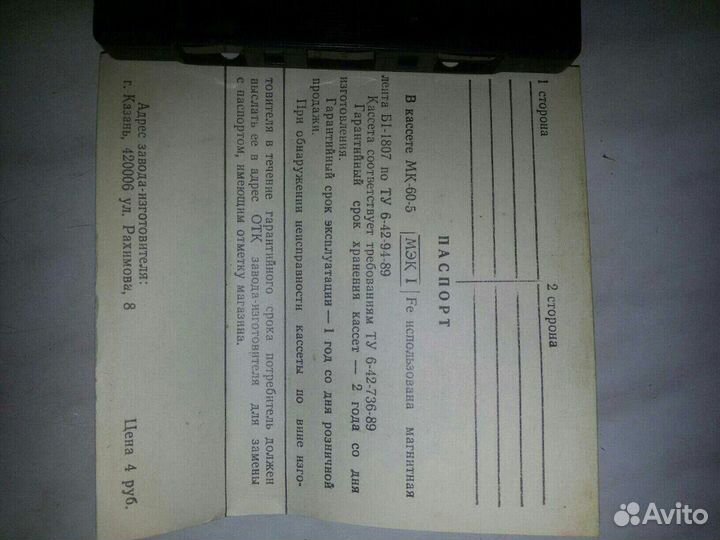 1 сторона 2 сторона
ПАСПОРТ
В кассете МК-60-5 МЭК I Fe использована магнитная
лента Б1-1807 по ТУ 6-42-94-89
Кассета соответствует требованиям ТУ 6-42-736-89
Гарантийный срок хранения кассет — 2 года со дня
изготовления.
Гарантийный срок эксплуатации — 1 год со дня розничной
продажи.
При обнаружении неисправности кассеты по вине изго-
товителя в течение гарантийного срока потребитель должен
выслать ее в адрес ОТК завода-изготовителя для замены
с паспортом, имеющим отметку магазина.
Адрес завода-изготовителя:
г. Казань, 420006 ул. Рахимова, 8 Цена 4 руб.
Avito